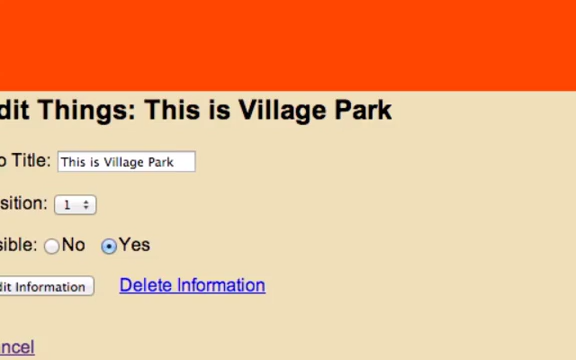 dit Things: This is Village Park
o Title: This is Village Park
sition: 1
sible: No Yes
dit Information Delete Information
ncel